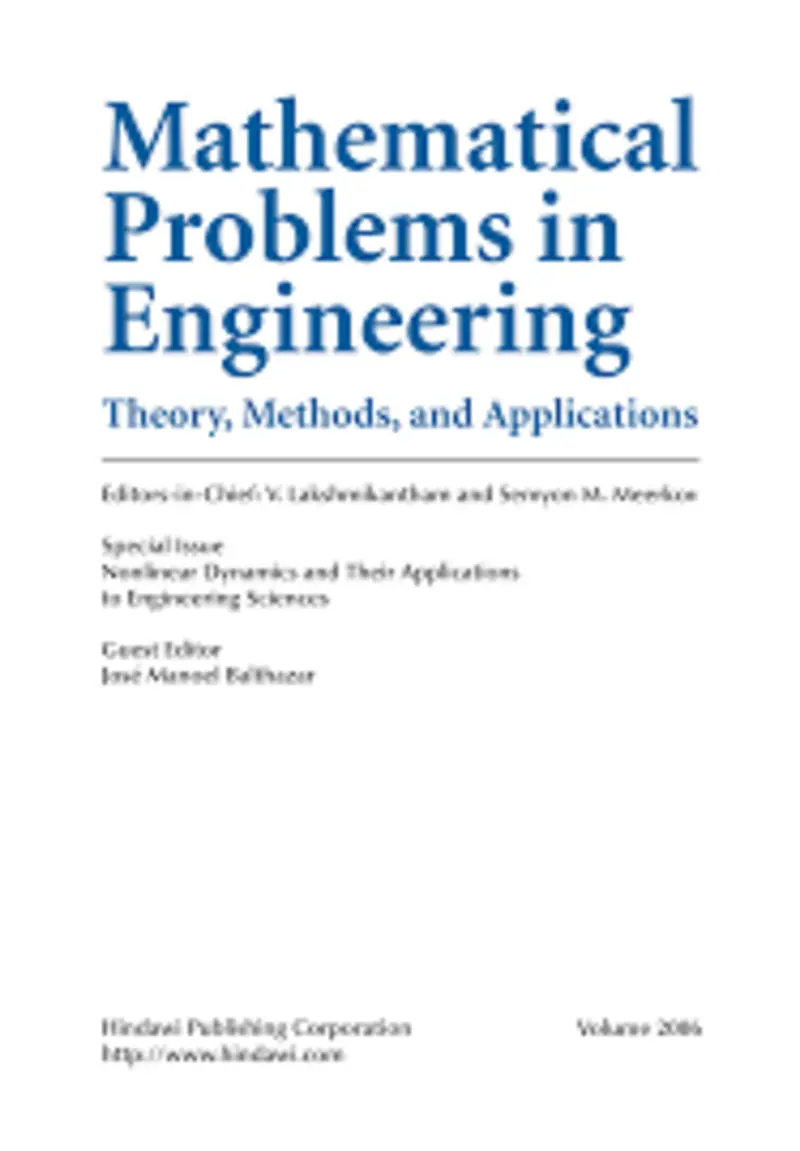 Mathematical
Problems in
Engineering
Theory, Methods, and Applications
Editors-in-Chief: V. Lakshmikantham and Semyon M. Meerkov
Special Issue
Nonlinear Dynamics and Their Applications
to Engineering Sciences
Guest Editor
José Manoel Balthazar
Hindawi Publishing Corporation
http://www.hindawi.com
Volume 2006